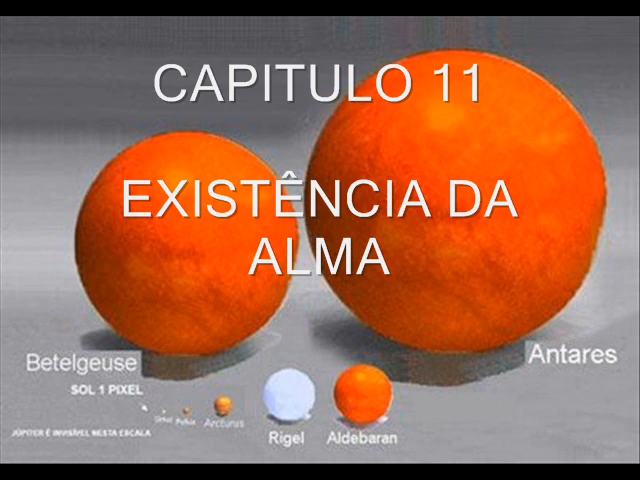 CAPITULO 11
EXISTÊNCIA DA
ALMA
Betelgeuse
Antares
SOL 1 PIXEL
Arcturus
JÚPITER É INVISÍVEL NESTA ESCALA
Rigel
Aldebaran